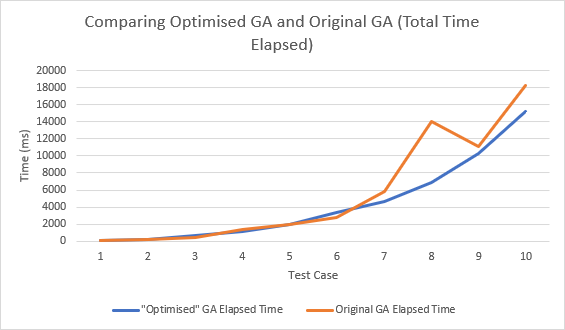 Comparing Optimised GA and Original GA (Total Time
Elapsed)
20000
18000
16000
14000
12000
10000
8000
6000
4000
2000
0
Time (ms)
1 2 3 4 5 6 7 8 9 10
Test Case
"Optimised" GA Elapsed Time
Original GA Elapsed Time